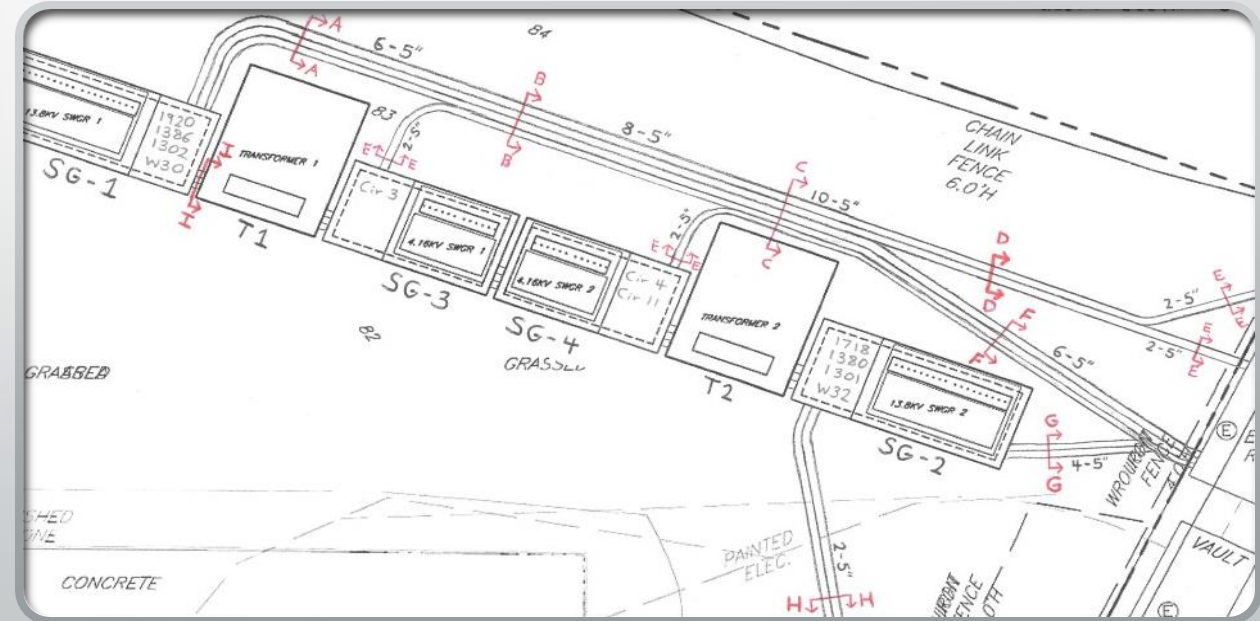 A
A
6-5"
84
B
B
8-5"
CHAIN
LINK
FENCE
6.0'H
C
C
10-5"
13.8KV SWGR 1
1920
1386
1302
W30
SG-1
I
I
TRANSFORMER 1
T1
83
2-5"
E
E
Cir 3
4.16KV SWGR 1
SG-3
4.16KV SWGR 2
SG-4
Cir 4
Cir 11
2-5"
E
E
TRANSFORMER 2
T2
D
D
2-5"
E
E
2-5"
E
E
F
F
6-5"
1718
1380
1301
W32
13.8KV SWGR 2
SG-2
G
G
4-5"
82
GRASSED
FENCE
E
VAULT
E
PAINTED
ELEC.
2-5"
H
H
CONCRETE